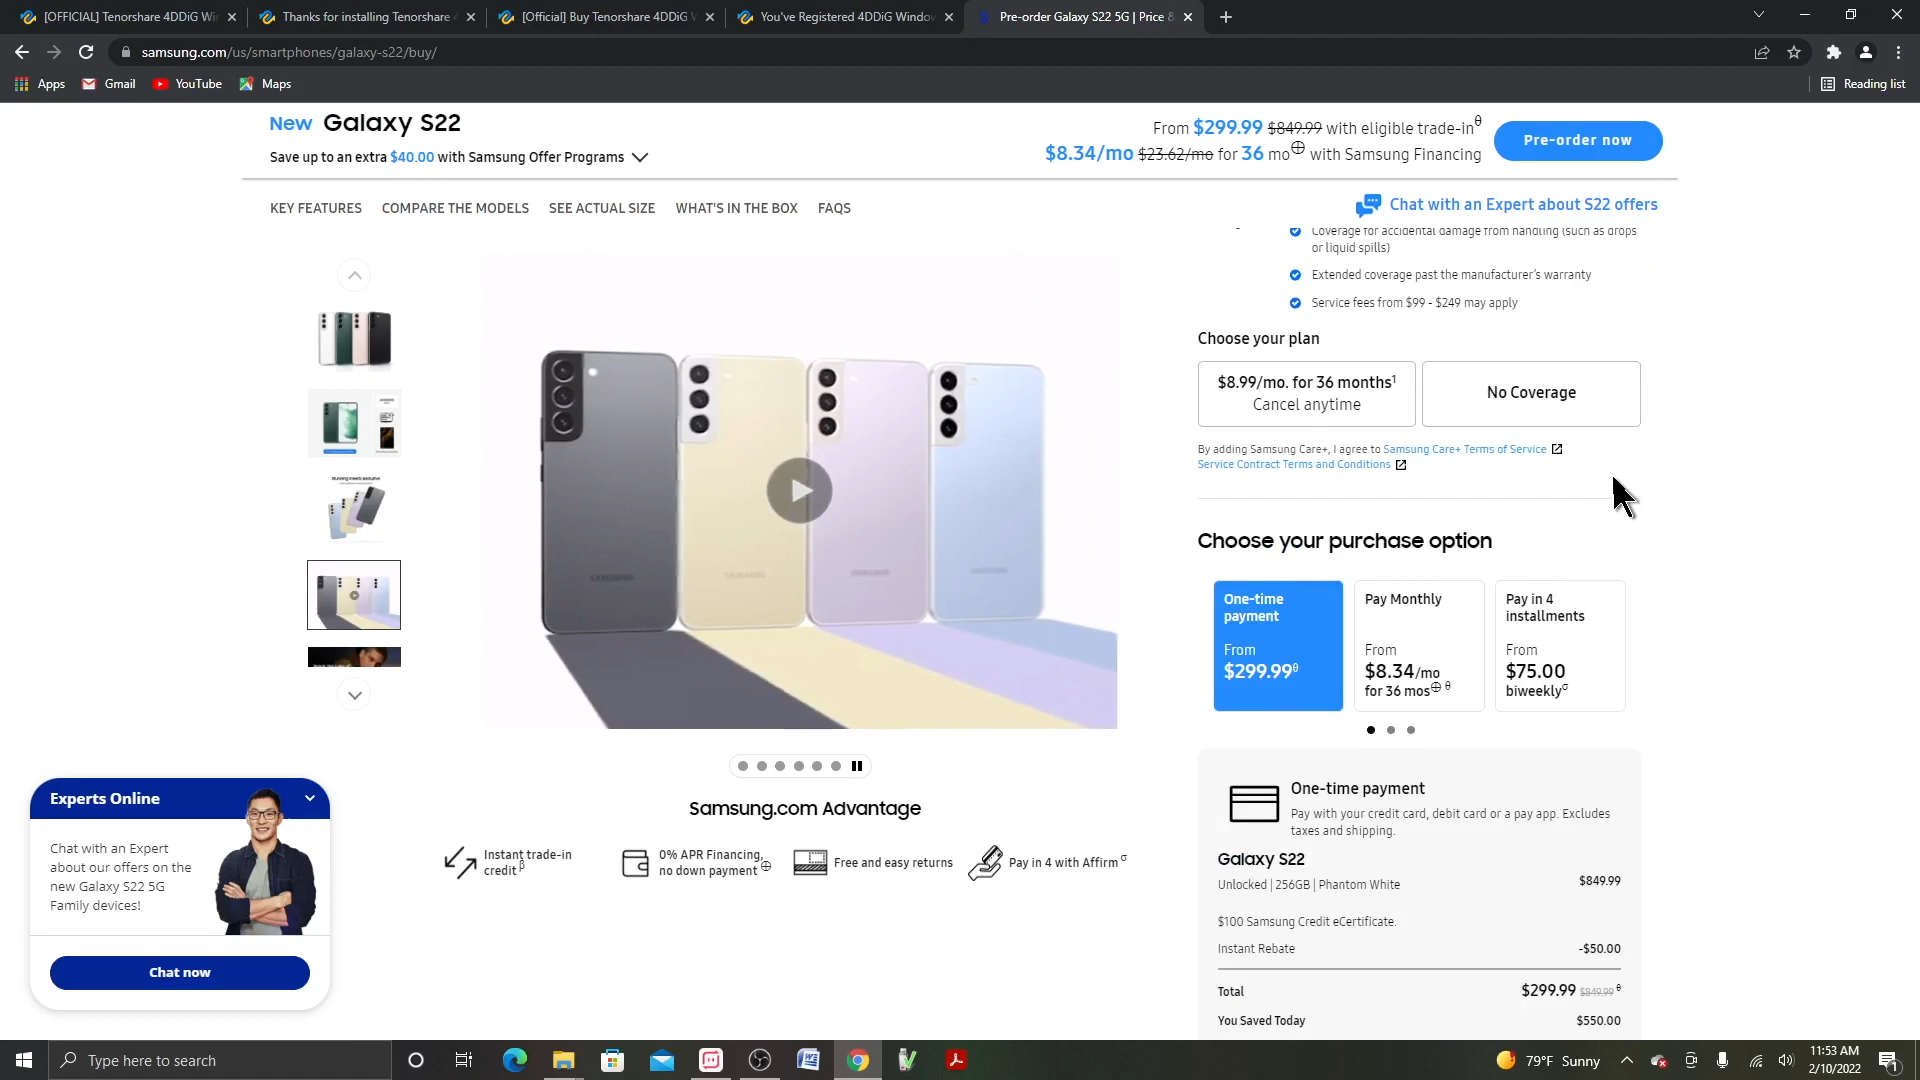 [OFFICIAL] Tenorshare 4DDiG Wi
Thanks for installing Tenorshare 4
[Official] Buy Tenorshare 4DDiG W
You've Registered 4DDiG Window
Pre-order Galaxy S22 5G | Price &
samsung.com/us/smartphones/galaxy-s22/buy/
Apps
Gmail
YouTube
Maps
Reading list
New Galaxy S22
Save up to an extra $40.00 with Samsung Offer Programs
From $299.99 $849.99 with eligible trade-inθ
$8.34/mo $23.62/mo for 36 mo⊕ with Samsung Financing
Pre-order now
KEY FEATURES
COMPARE THE MODELS
SEE ACTUAL SIZE
WHAT'S IN THE BOX
FAQS
Chat with an Expert about S22 offers
Coverage for accidental damage from handling (such as drops
or liquid spills)
Extended coverage past the manufacturer's warranty
Service fees from $99 - $249 may apply
Choose your plan
$8.99/mo. for 36 months¹
Cancel anytime
No Coverage
By adding Samsung Care+, I agree to Samsung Care+ Terms of Service
Service Contract Terms and Conditions
Choose your purchase option
One-time
payment
From
$299.99θ
Pay Monthly
From
$8.34/mo
for 36 mos⊕ θ
Pay in 4
installments
From
$75.00
biweeklyσ
SAMSUNG
SAMSUNG
SAMSUNG
SAMSUNG
Samsung.com Advantage
Instant trade-in
creditβ
0% APR Financing,
no down payment⊕
Free and easy returns
Pay in 4 with Affirmσ
One-time payment
Pay with your credit card, debit card or a pay app. Excludes
taxes and shipping.
Galaxy S22
Unlocked | 256GB | Phantom White
$849.99
$100 Samsung Credit eCertificate.
Instant Rebate
-$50.00
Total
$299.99 $849.99 θ
You Saved Today
$550.00
Experts Online
Chat with an Expert
about our offers on the
new Galaxy S22 5G
Family devices!
Chat now
Type here to search
79°F Sunny
11:53 AM
2/10/2022
1